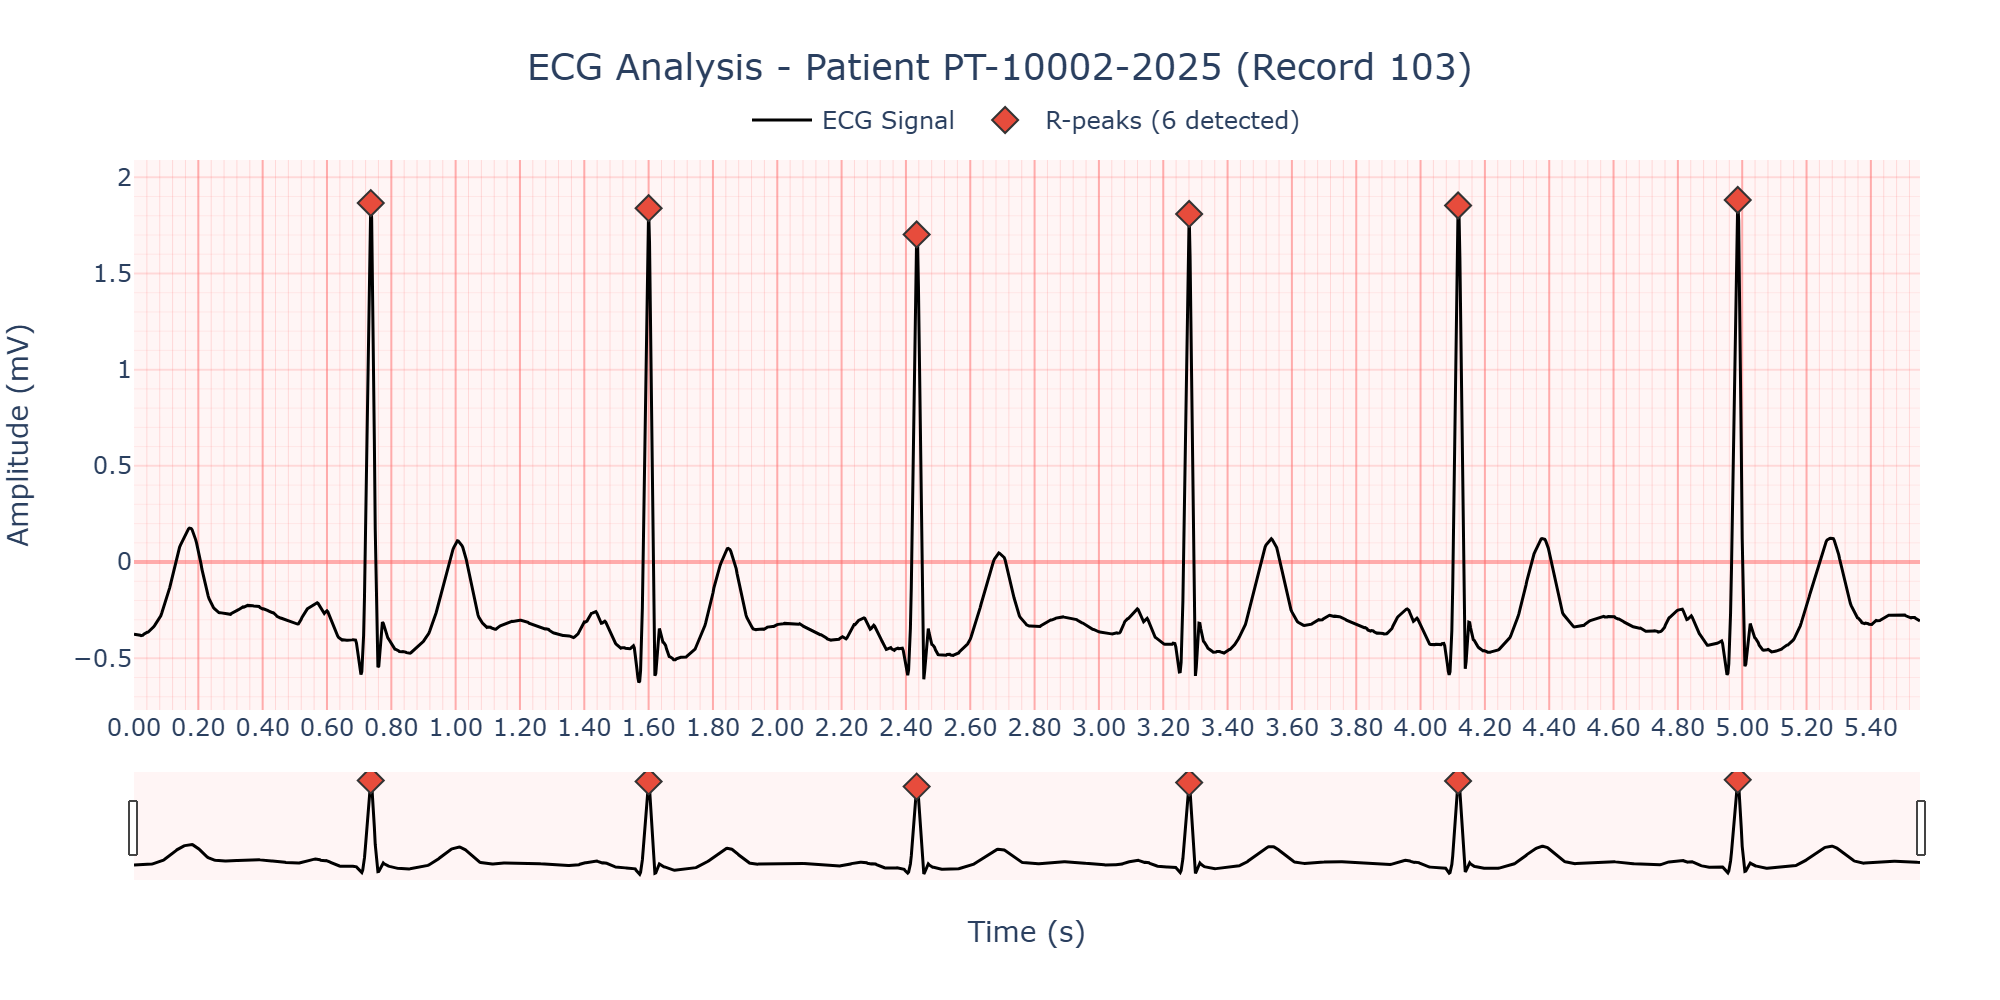 ECG Analysis - Patient PT-10002-2025 (Record 103)
ECG Signal
R-peaks (6 detected)
Amplitude (mV)
2
1.5
1
0.5
0
−0.5
0.00 0.20 0.40 0.60 0.80 1.00 1.20 1.40 1.60 1.80 2.00 2.20 2.40 2.60 2.80 3.00 3.20 3.40 3.60 3.80 4.00 4.20 4.40 4.60 4.80 5.00 5.20 5.40
Time (s)